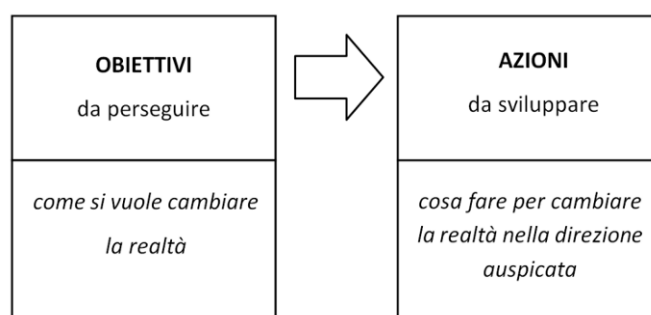 OBIETTIVI
da perseguire
come si vuole cambiare
la realtà
AZIONI
da sviluppare
cosa fare per cambiare
la realtà nella direzione
auspicata